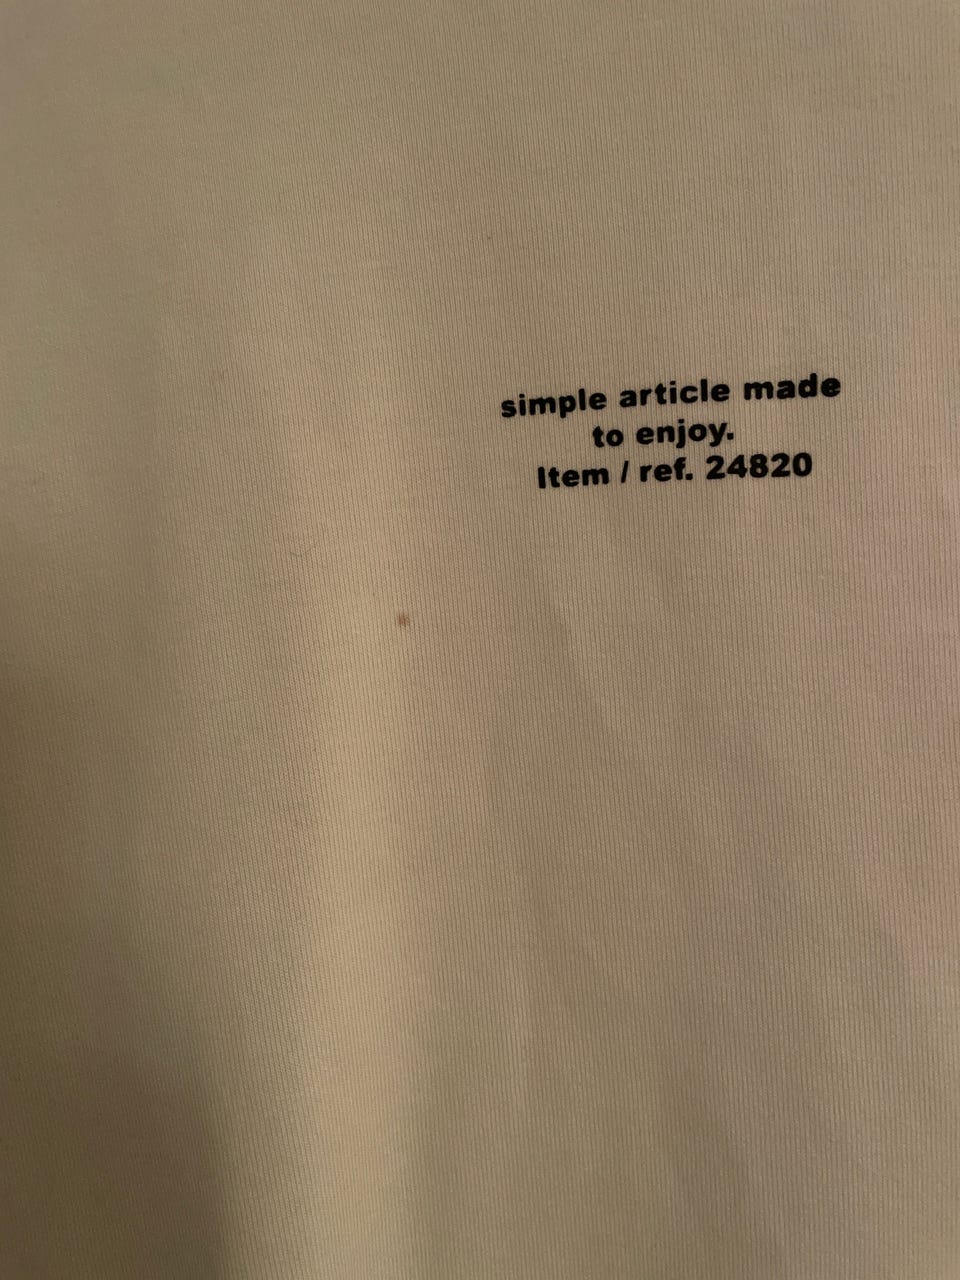 simple article made
to enjoy.
Item / ref. 24820